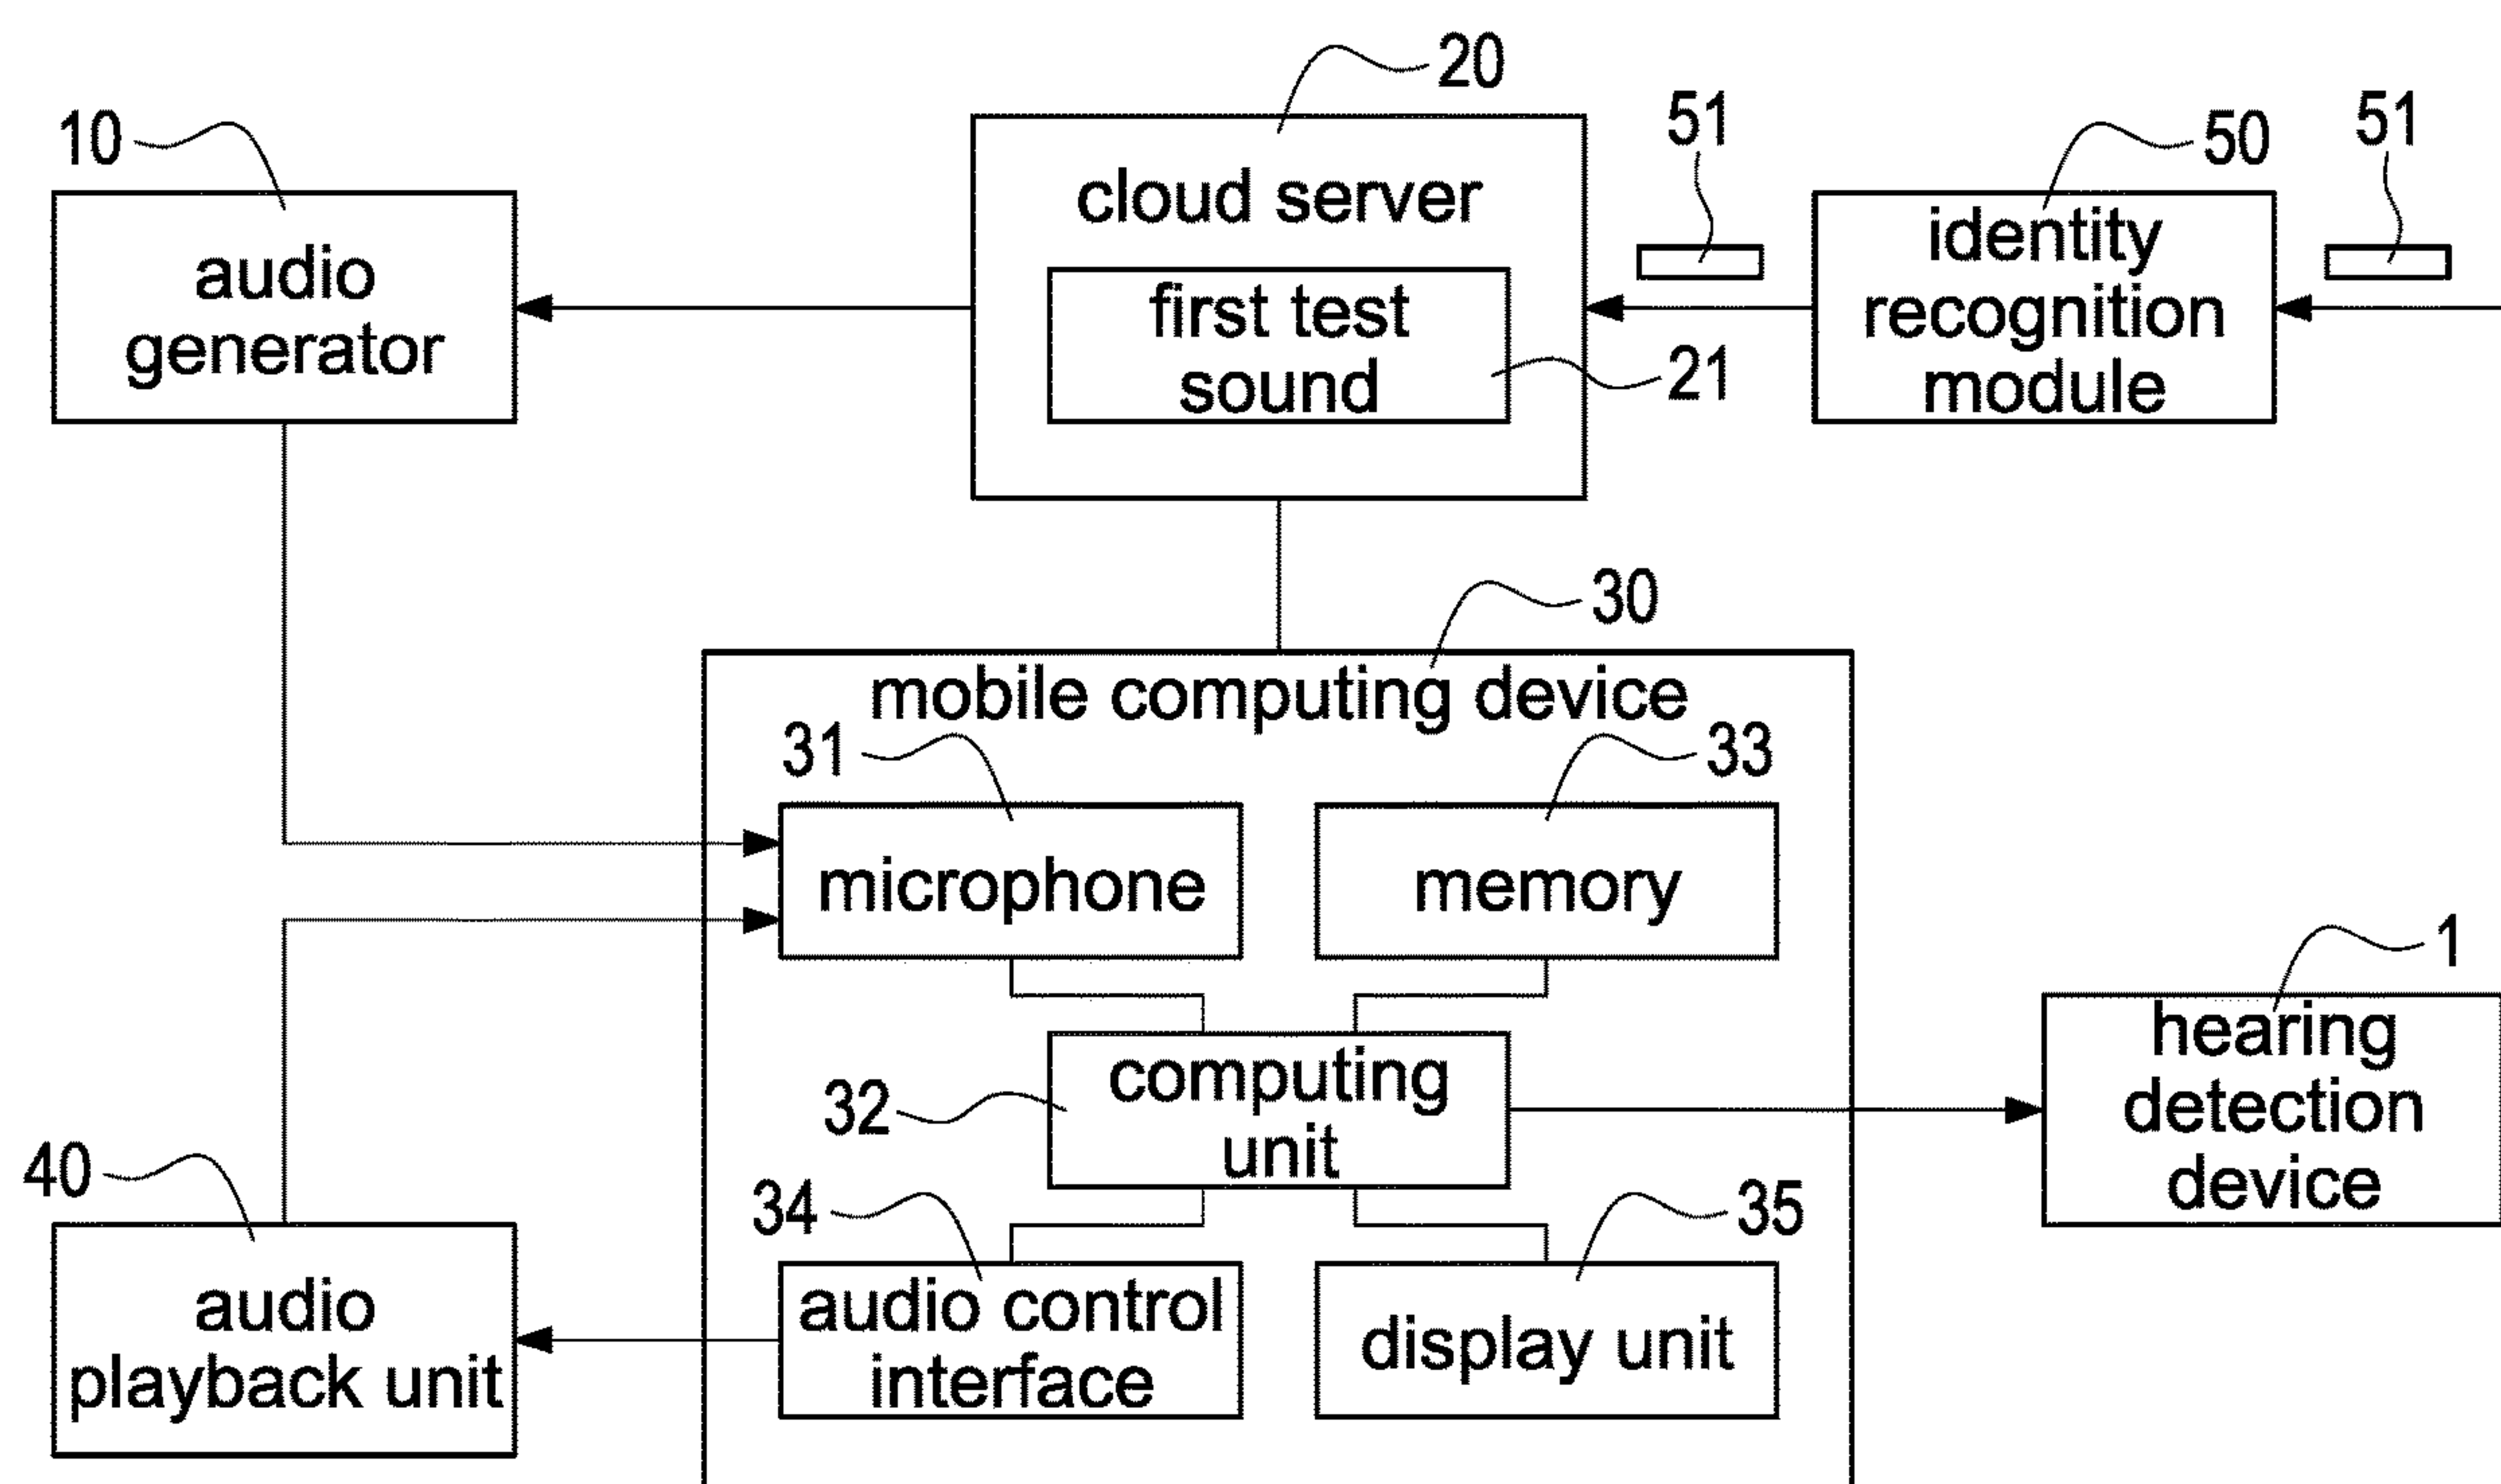 20
10
51
50
51
cloud server
audio
generator
first test
sound
21
identity
recognition
module
30
mobile computing device
31
33
microphone
memory
1
hearing
detection
device
32
computing
unit
40
34
35
audio
playback unit
audio control
interface
display unit